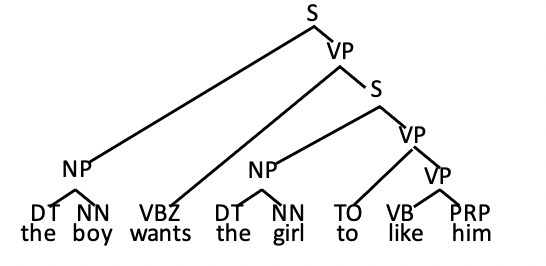 S
VP
S
VP
NP NP VP
DT NN VBZ DT NN TO VB PRP
the boy wants the girl to like him